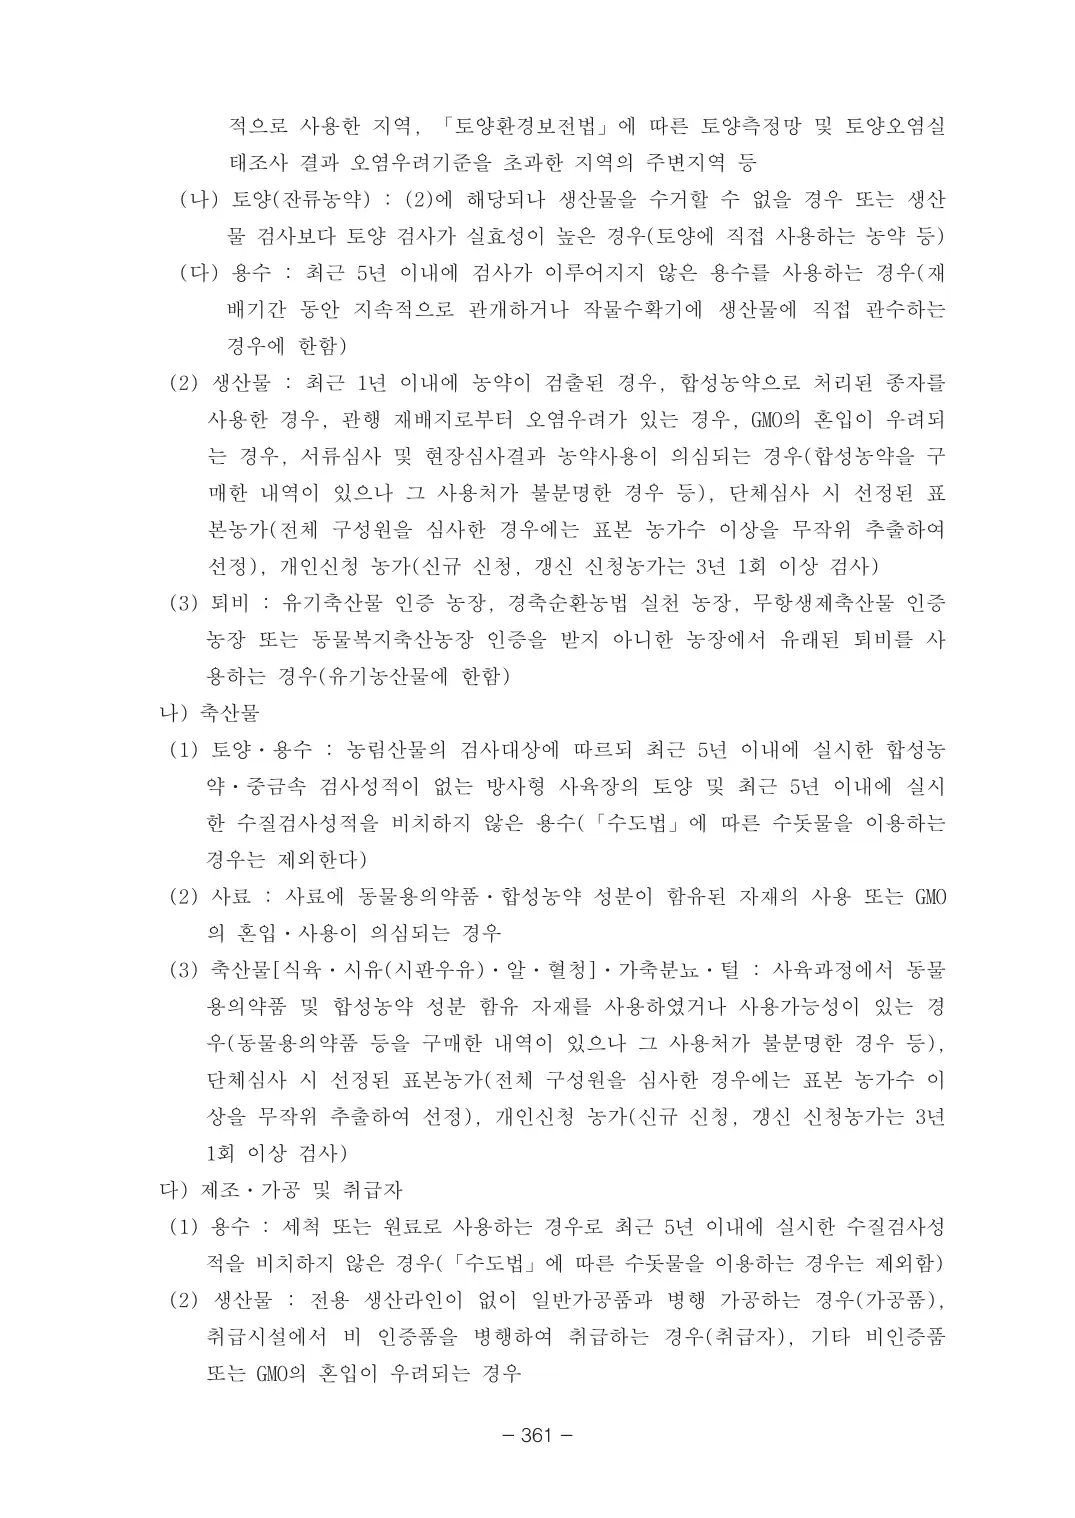 적으로 사용한 지역, 「토양환경보전법」에 따른 토양측정망 및 토양오염실
태조사 결과 오염우려기준을 초과한 지역의 주변지역 등
(나) 토양(잔류농약) : (2)에 해당되나 생산물을 수거할 수 없을 경우 또는 생산
물 검사보다 토양 검사가 실효성이 높은 경우(토양에 직접 사용하는 농약 등)
(다) 용수 : 최근 5년 이내에 검사가 이루어지지 않은 용수를 사용하는 경우(재
배기간 동안 지속적으로 관개하거나 작물수확기에 생산물에 직접 관수하는
경우에 한함)
(2) 생산물 : 최근 1년 이내에 농약이 검출된 경우, 합성농약으로 처리된 종자를
사용한 경우, 관행 재배지로부터 오염우려가 있는 경우, GMO의 혼입이 우려되
는 경우, 서류심사 및 현장심사결과 농약사용이 의심되는 경우(합성농약을 구
매한 내역이 있으나 그 사용처가 불분명한 경우 등), 단체심사 시 선정된 표
본농가(전체 구성원을 심사한 경우에는 표본 농가수 이상을 무작위 추출하여
선정), 개인신청 농가(신규 신청, 갱신 신청농가는 3년 1회 이상 검사)
(3) 퇴비 : 유기축산물 인증 농장, 경축순환농법 실천 농장, 무항생제축산물 인증
농장 또는 동물복지축산농장 인증을 받지 아니한 농장에서 유래된 퇴비를 사
용하는 경우(유기농산물에 한함)
나) 축산물
(1) 토양·용수 : 농림산물의 검사대상에 따르되 최근 5년 이내에 실시한 합성농
약·중금속 검사성적이 없는 방사형 사육장의 토양 및 최근 5년 이내에 실시
한 수질검사성적을 비치하지 않은 용수(「수도법」에 따른 수돗물을 이용하는
경우는 제외한다)
(2) 사료 : 사료에 동물용의약품·합성농약 성분이 함유된 자재의 사용 또는 GMO
의 혼입·사용이 의심되는 경우
(3) 축산물[식육·시유(시판우유)·알·혈청]·가축분뇨·털 : 사육과정에서 동물
용의약품 및 합성농약 성분 함유 자재를 사용하였거나 사용가능성이 있는 경
우(동물용의약품 등을 구매한 내역이 있으나 그 사용처가 불분명한 경우 등),
단체심사 시 선정된 표본농가(전체 구성원을 심사한 경우에는 표본 농가수 이
상을 무작위 추출하여 선정), 개인신청 농가(신규 신청, 갱신 신청농가는 3년
1회 이상 검사)
다) 제조·가공 및 취급자
(1) 용수 : 세척 또는 원료로 사용하는 경우로 최근 5년 이내에 실시한 수질검사성
적을 비치하지 않은 경우(「수도법」에 따른 수돗물을 이용하는 경우는 제외함)
(2) 생산물 : 전용 생산라인이 없이 일반가공품과 병행 가공하는 경우(가공품),
취급시설에서 비 인증품을 병행하여 취급하는 경우(취급자), 기타 비인증품
또는 GMO의 혼입이 우려되는 경우
- 361 -